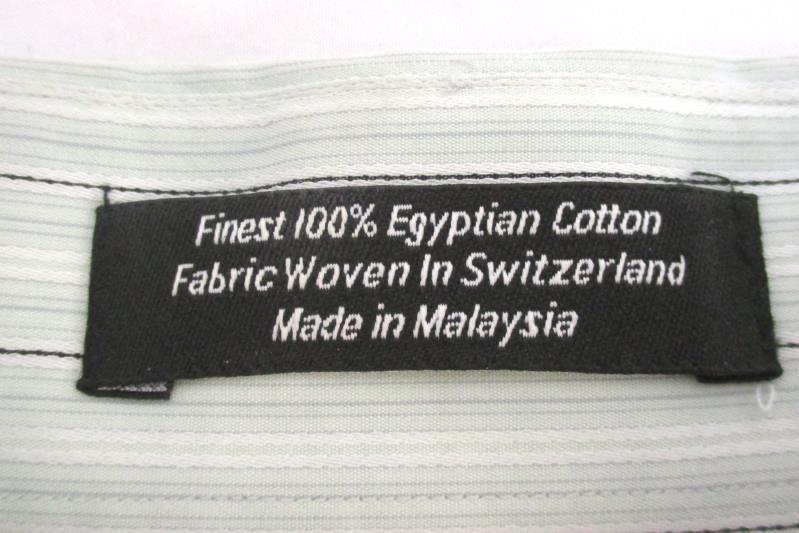 Finest 100% Egyptian Cotton
Fabric Woven In Switzerland
Made in Malaysia